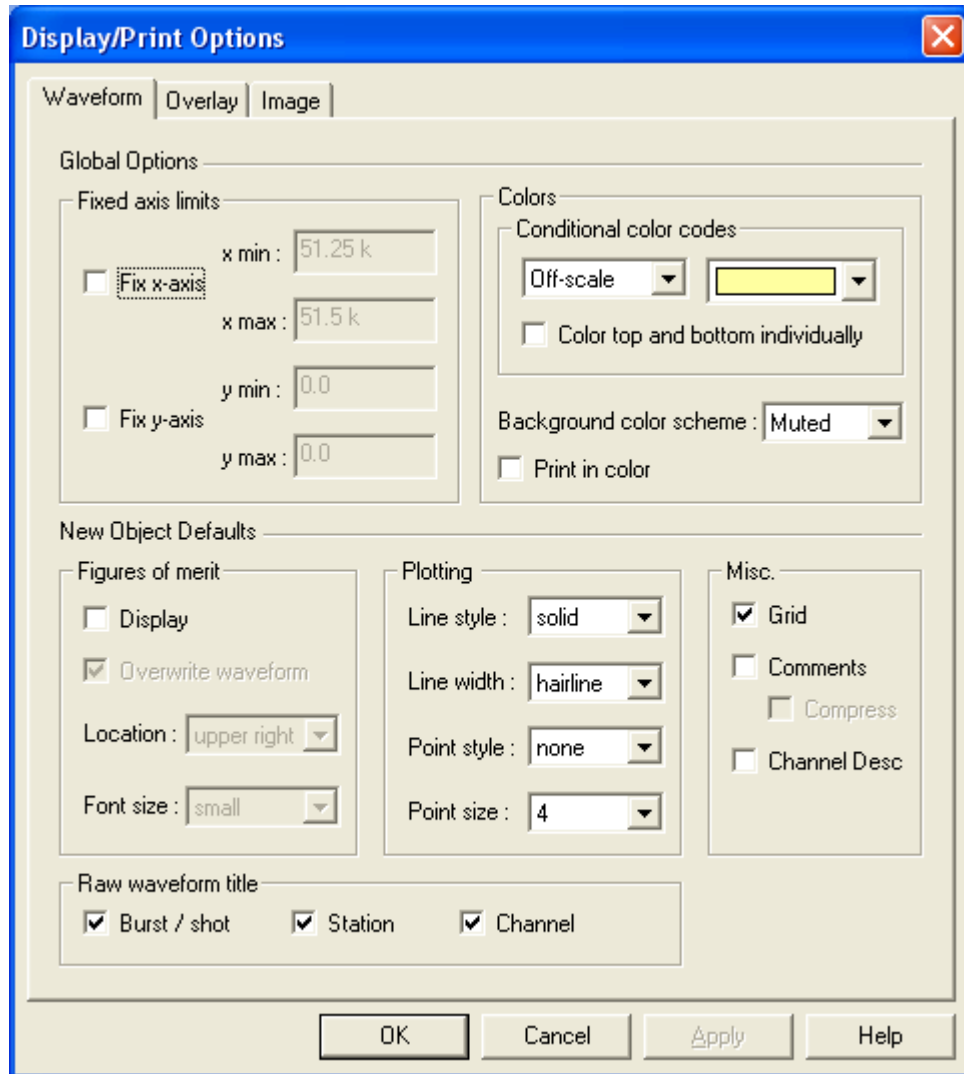 Display/Print Options
Waveform Overlay Image
Global Options
Fixed axis limits
x min : 51.25 k
Fix x-axis
x max : 51.5 k
y min : 0.0
Fix y-axis
y max : 0.0
Colors
Conditional color codes
Off-scale
Color top and bottom individually
Background color scheme : Muted
Print in color
New Object Defaults
Figures of merit
Display
Overwrite waveform
Location : upper right
Font size : small
Plotting
Line style : solid
Line width : hairline
Point style : none
Point size : 4
Misc.
Grid
Comments
Compress
Channel Desc
Raw waveform title
Burst / shot Station Channel
OK Cancel Apply Help